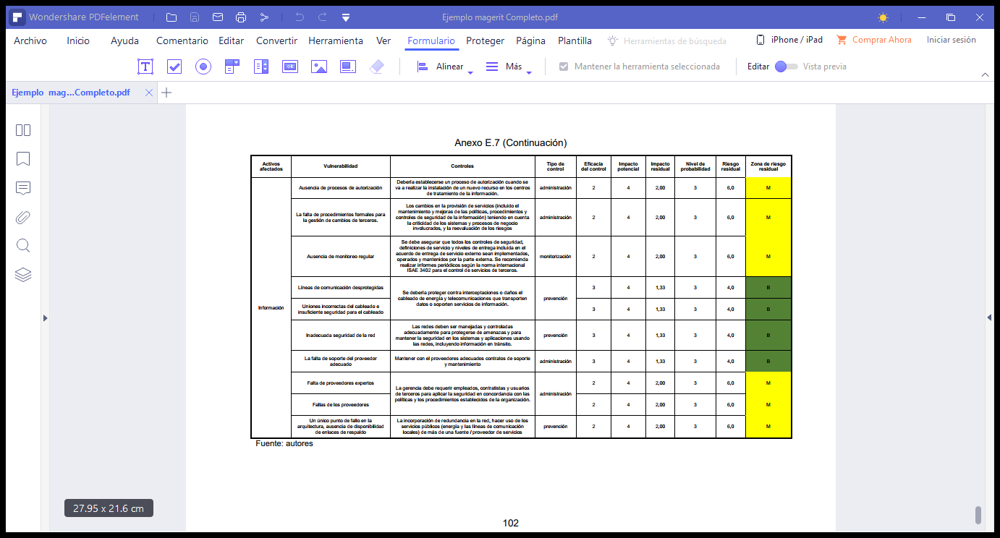 Wondershare PDFelement
Ejemplo magerit Completo.pdf
Archivo Inicio Ayuda Comentario Editar Convertir Herramienta Ver Formulario Proteger Página Plantilla Herramientas de búsqueda iPhone / iPad Comprar Ahora Iniciar sesión
T ok Alinear Más Mantener la herramienta seleccionada Editar Vista previa
Ejemplo mag...Completo.pdf
Anexo E.7 (Continuación)
Activos afectados Vulnerabilidad Controles Tipo de control Eficacia del control Impacto potencial Impacto residual Nivel de probabilidad Riesgo residual Zona de riesgo residual
Información
Ausencia de procesos de autorización
Debería establecerse un proceso de autorización cuando se
va a realizar la instalación de un nuevo recurso en los centros
de tratamiento de la información.
administración 2 4 2,00 3 6,0 M
La falta de procedimientos formales para
la gestión de cambios de terceros.
Los cambios en la provisión de servicios (incluido el
mantenimiento y mejoras de las políticas, procedimientos y
controles de seguridad de la información) teniendo en cuenta
la criticidad de los sistemas y procesos de negocio
involucrados, y la reevaluación de los riesgos
administración 2 4 2,00 3 6,0 M
Ausencia de monitoreo regular
Se debe asegurar que todos los controles de seguridad,
definiciones de servicio y niveles de entrega incluida en el
acuerdo de entrega de servicio externo sean implementados,
operados y mantenidos por la parte externa. Se recomienda
realizar informes periódicos según la norma internacional
ISAE 3402 para el control de servicios de terceros.
monitorización 2 4 2,00 3 6,0 M
Líneas de comunicación desprotegidas
Se debería proteger contra interceptaciones o daños el
cableado de energía y telecomunicaciones que transporten
datos o soporten servicios de información.
prevención
3 4 1,33 3 4,0 B
Uniones incorrectas del cableado e
insuficiente seguridad para el cableado
3 4 1,33 3 4,0 B
Inadecuada seguridad de la red
Las redes deben ser manejadas y controladas
adecuadamente para protegerse de amenazas y para
mantener la seguridad en los sistemas y aplicaciones usando
las redes, incluyendo información en tránsito.
prevención 3 4 1,33 3 4,0 B
La falta de soporte del proveedor
adecuado
Mantener con el proveedores adecuados contratos de soporte
y mantenimiento
administración 3 4 1,33 3 4,0 B
Falta de proveedores expertos
La gerencia debe requerir empleados, contratistas y usuarios
de terceros para aplicar la seguridad en concordancia con las
políticas y los procedimientos establecidos de la organización.
administración
2 4 2,00 3 6,0 M
Fallas de los proveedores
2 4 2,00 3 6,0 M
Un único punto de fallo en la
arquitectura, ausencia de disponibilidad
de enlaces de respaldo
La incorporación de redundancia en la red, hacer uso de los
servicios públicos (energía y las líneas de comunicación
locales) de más de una fuente / proveedor de servicios
prevención 2 4 2,00 3 6,0 M
Fuente: autores
27.95 x 21.6 cm
102